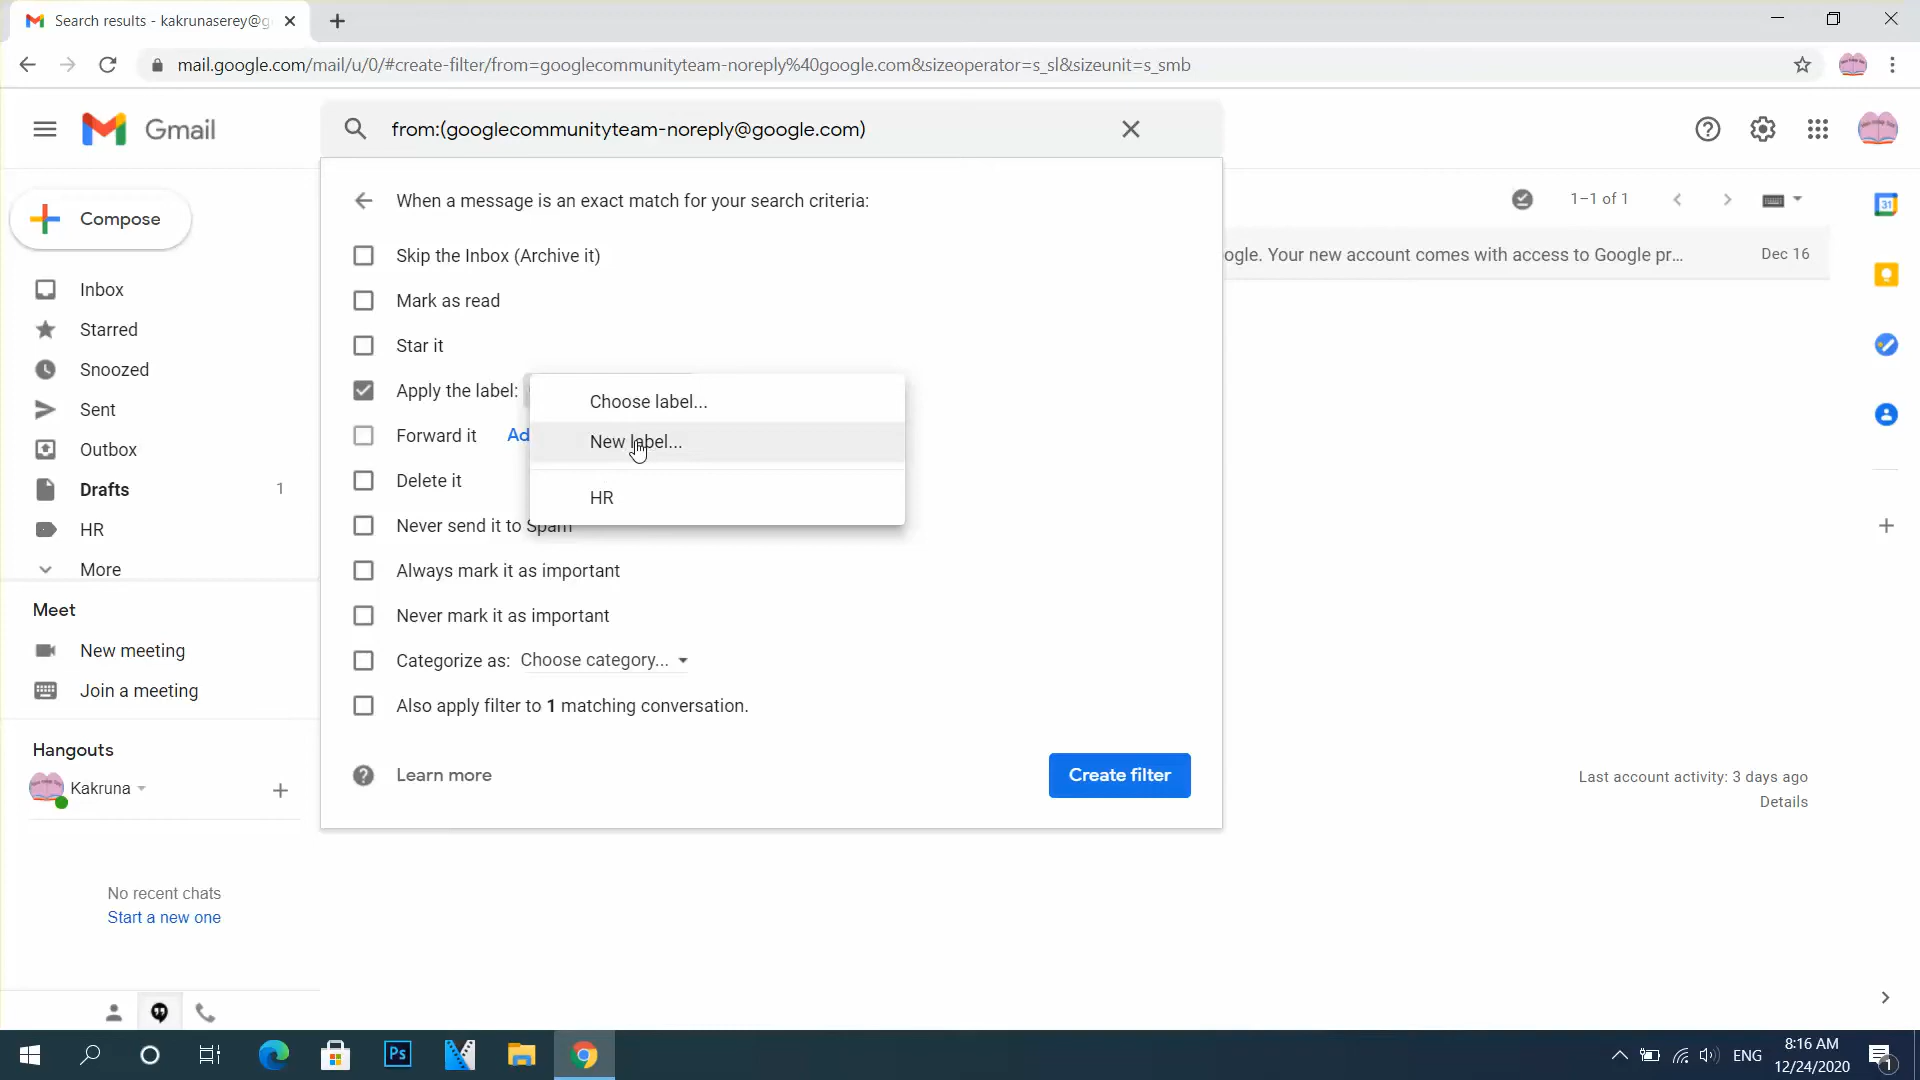 Search results - kakrunaserey@g
mail.google.com/mail/u/0/#create-filter/from=googlecommunityteam-noreply%40google.com&sizeoperator=s_sl&sizeunit=s_smb
Gmail
from:(googlecommunityteam-noreply@google.com)
When a message is an exact match for your search criteria:
1–1 of 1
31
Compose
Skip the Inbox (Archive it)
ogle. Your new account comes with access to Google pr...
Dec 16
Inbox
Mark as read
Starred
Star it
Snoozed
Apply the label:
Choose label...
Sent
Forward it
Ad
New label...
Outbox
Delete it
Drafts
1
HR
Never send it to Spam
HR
More
Always mark it as important
Meet
Never mark it as important
New meeting
Categorize as: Choose category...
Join a meeting
Also apply filter to 1 matching conversation.
Hangouts
Kakruna
Learn more
Create filter
Last account activity: 3 days ago
Details
No recent chats
Start a new one
Ps
ENG
8:16 AM
12/24/2020
1